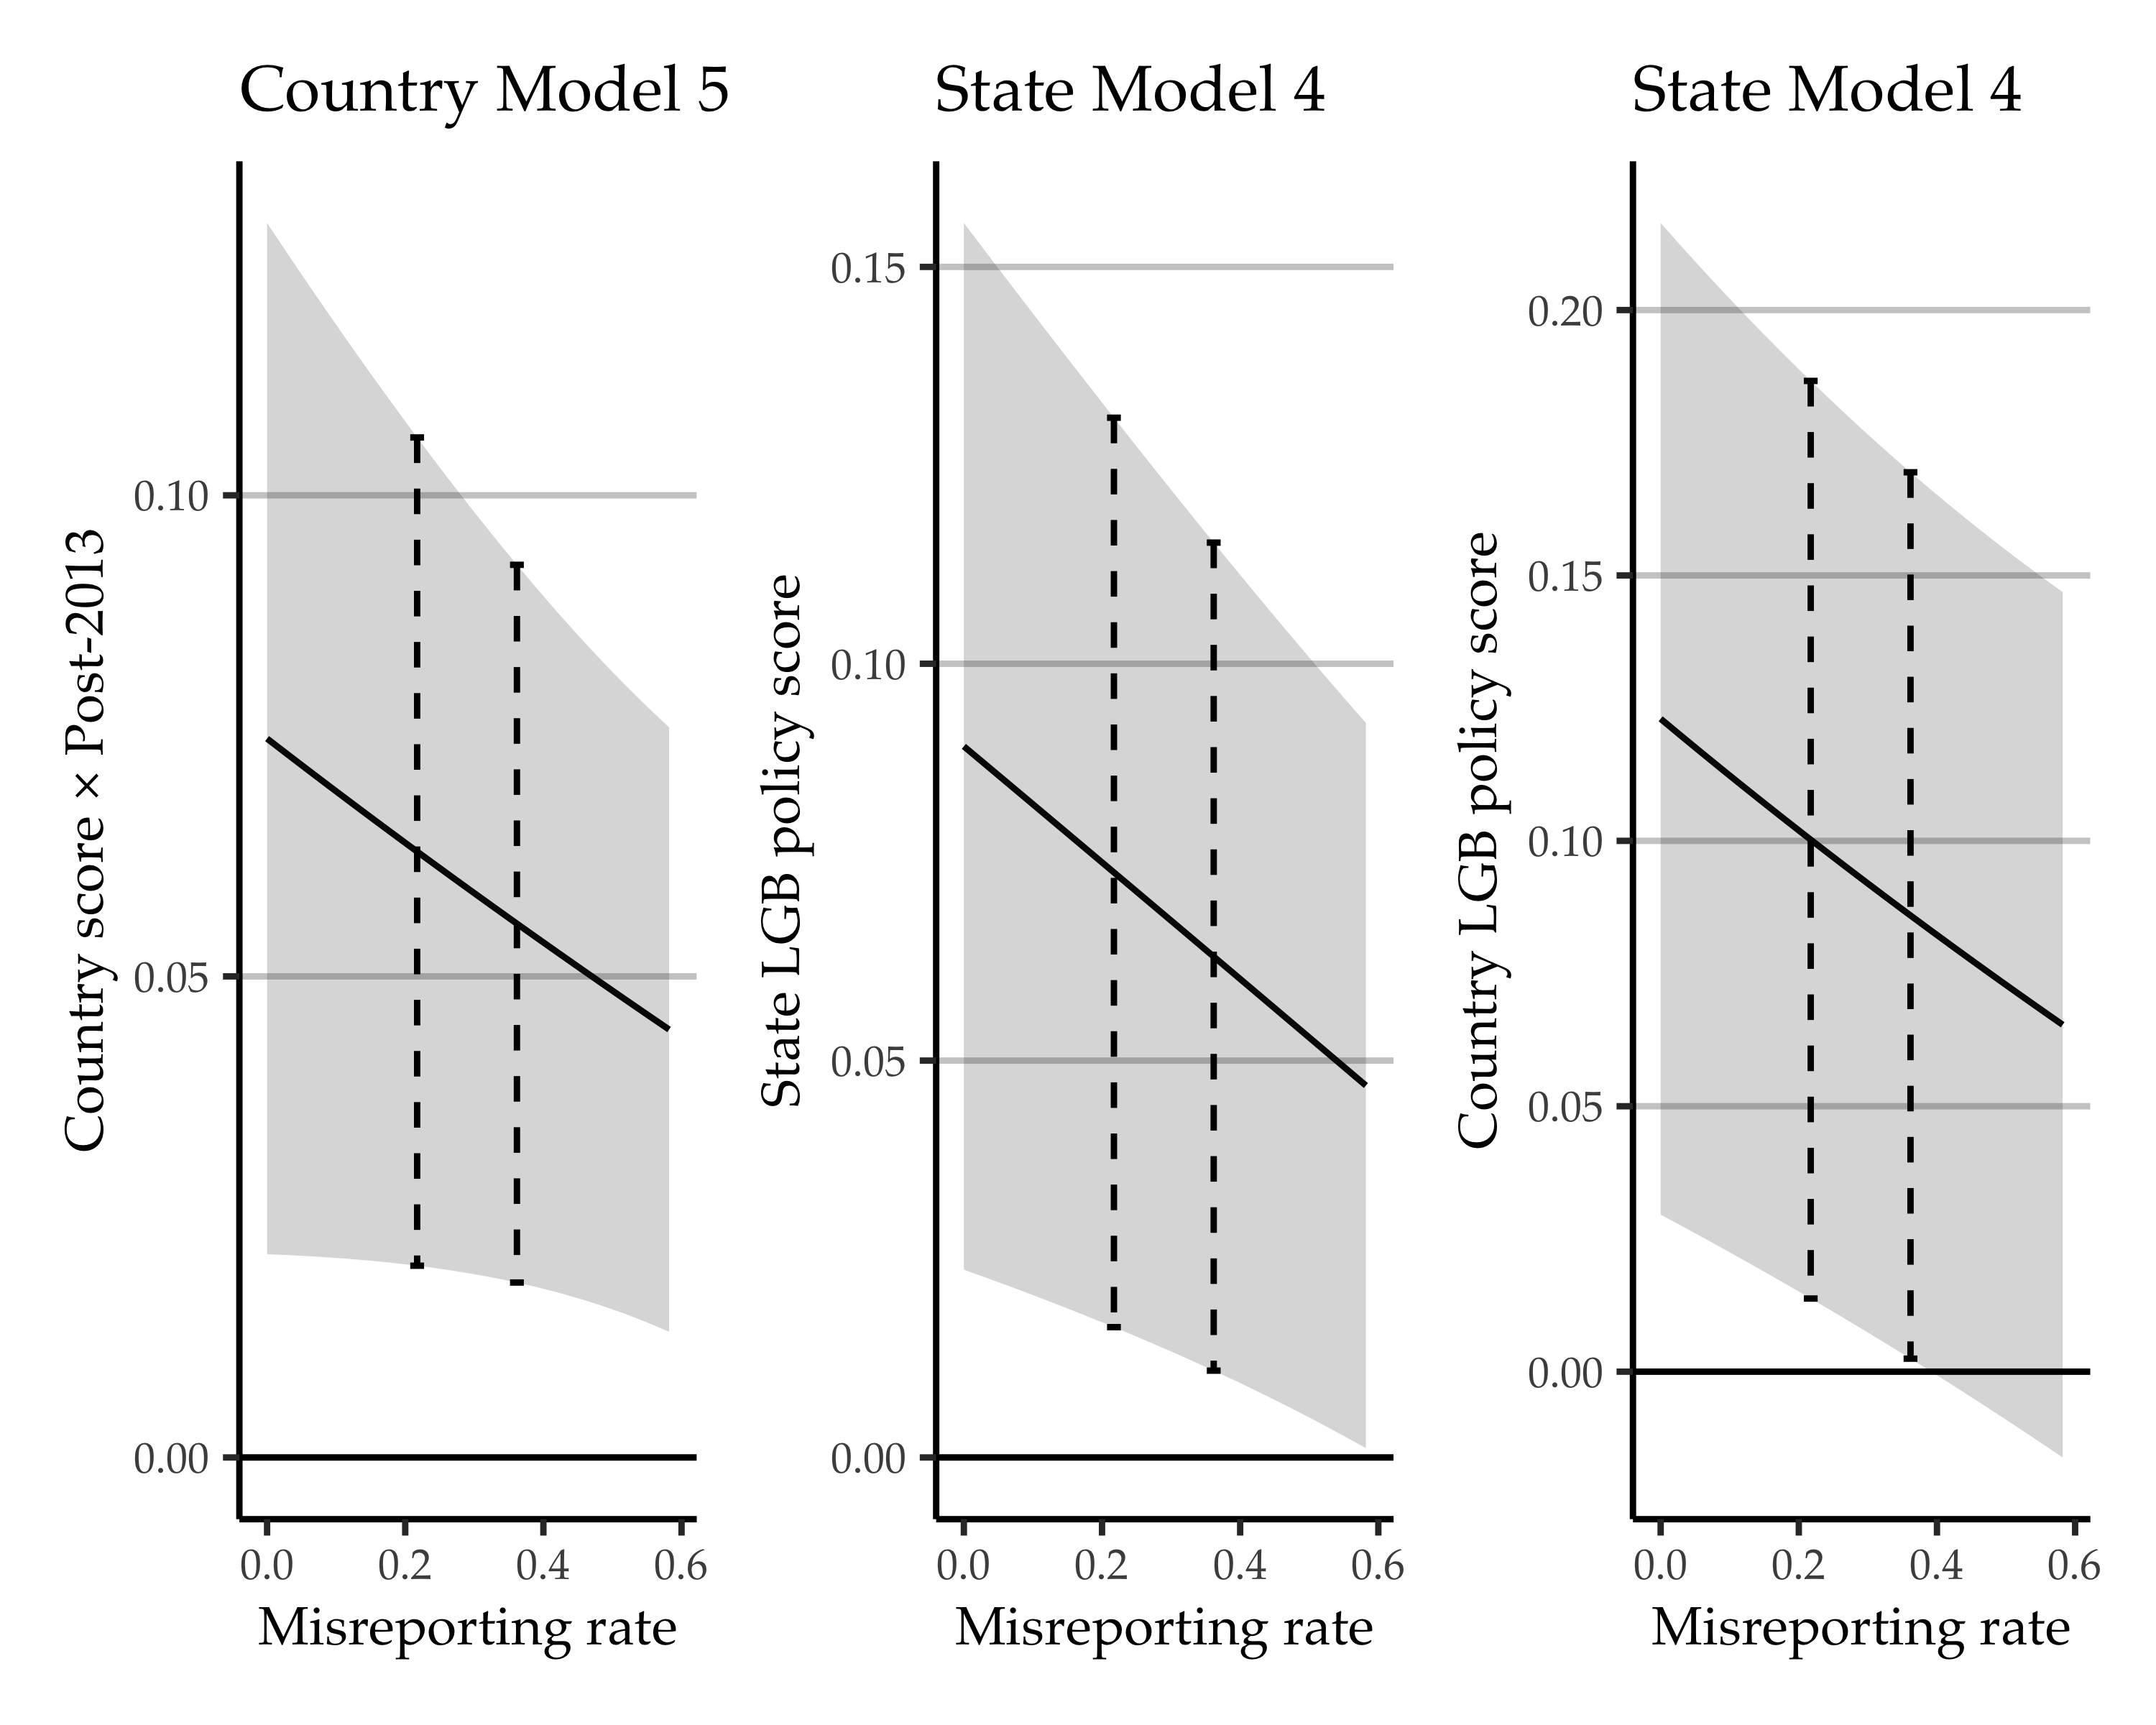 Country Model 5
Country score × Post-2013
0.10
0.05
0.00
0.0 0.2 0.4 0.6
Misreporting rate
State Model 4
State LGB policy score
0.15
0.10
0.05
0.00
0.0 0.2 0.4 0.6
Misreporting rate
State Model 4
Country LGB policy score
0.20
0.15
0.10
0.05
0.00
0.0 0.2 0.4 0.6
Misreporting rate